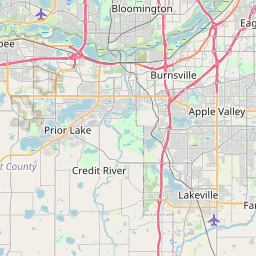 Bloomington
Eag
pee
Burnsville
Apple Valley
Prior Lake
t County
Credit River
Lakeville
Far